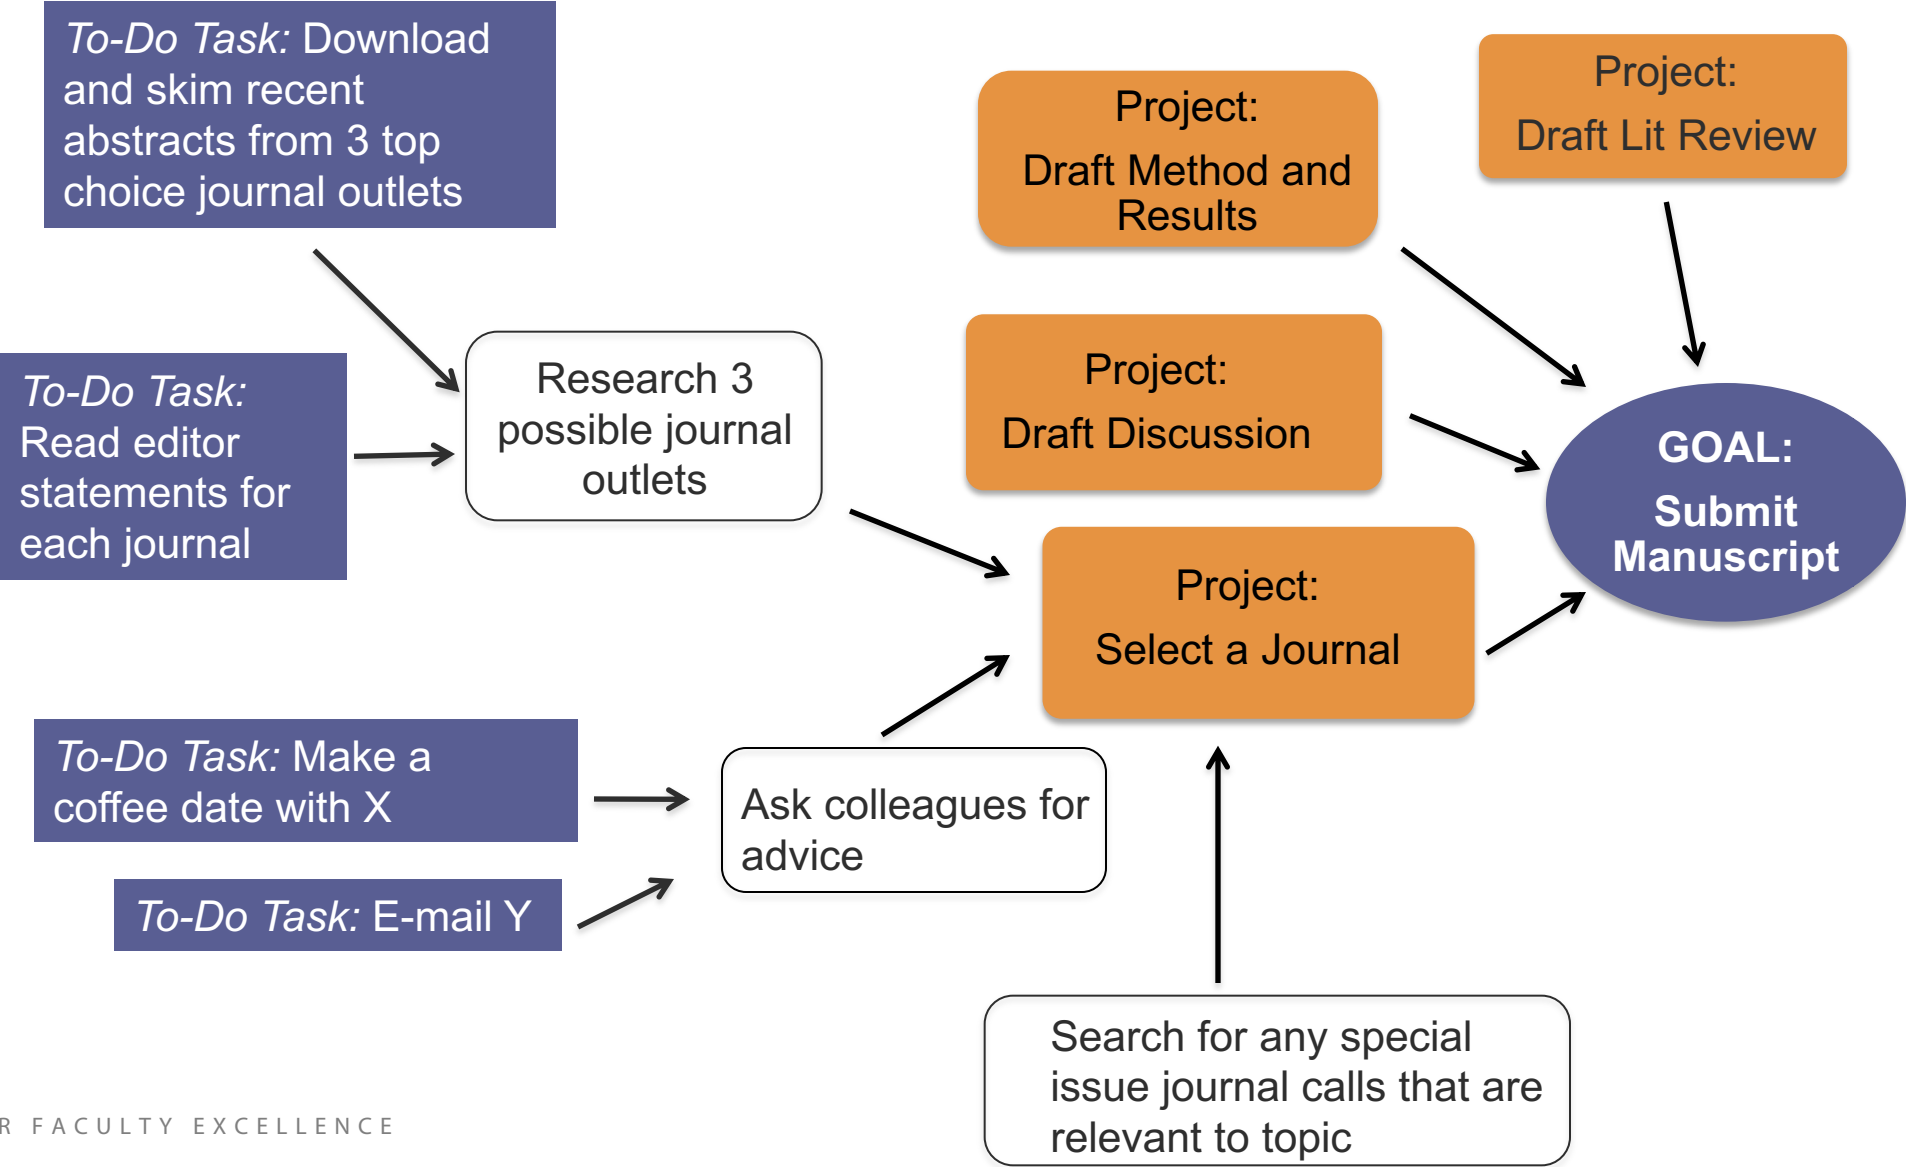 To-Do Task: Download
and skim recent
abstracts from 3 top
choice journal outlets
Project:
Draft Method and
Results
Project:
Draft Lit Review
To-Do Task:
Read editor
statements for
each journal
Research 3
possible journal
outlets
Project:
Draft Discussion
GOAL:
Submit
Manuscript
Project:
Select a Journal
To-Do Task: Make a
coffee date with X
Ask colleagues for
advice
To-Do Task: E-mail Y
Search for any special
issue journal calls that are
relevant to topic
R FACULTY EXCELLENCE